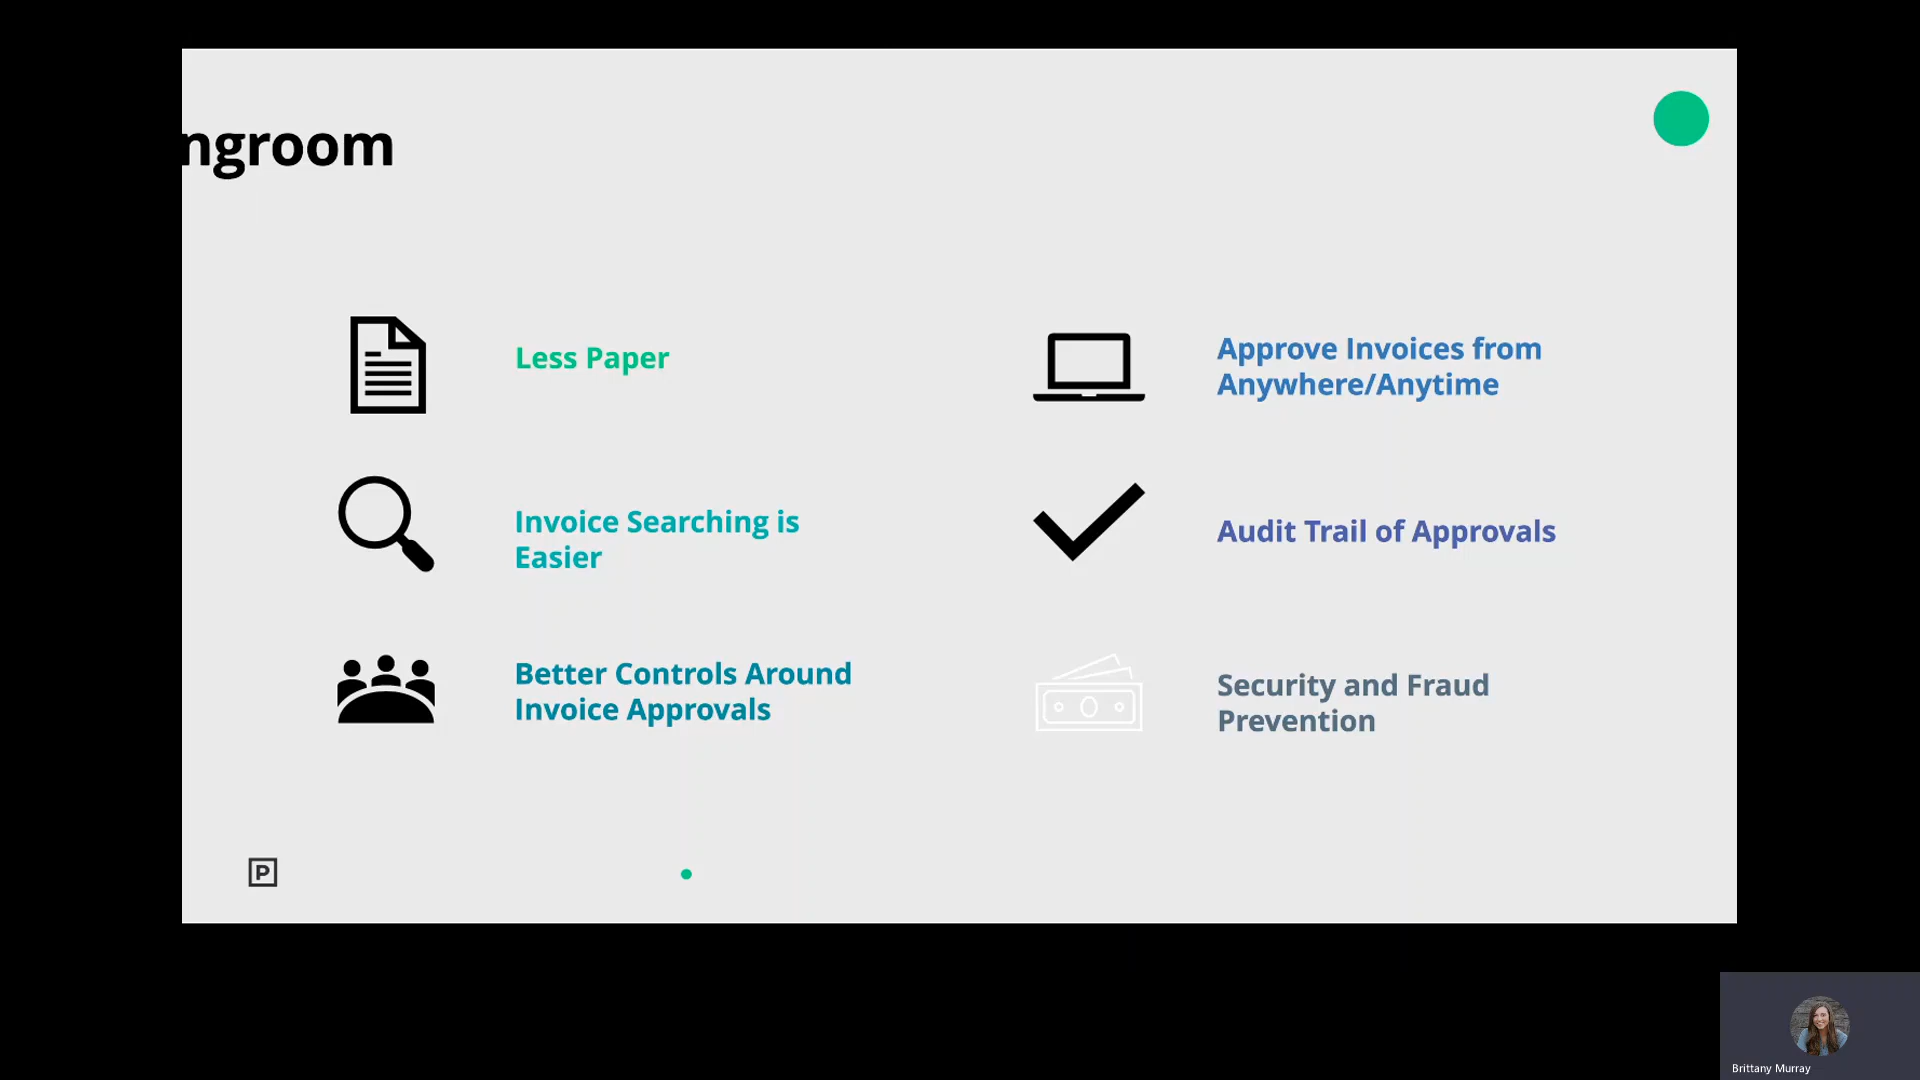 ngroom
Less Paper
Approve Invoices from
Anywhere/Anytime
Invoice Searching is
Easier
Audit Trail of Approvals
Better Controls Around
Invoice Approvals
Security and Fraud
Prevention
P
Brittany Murray